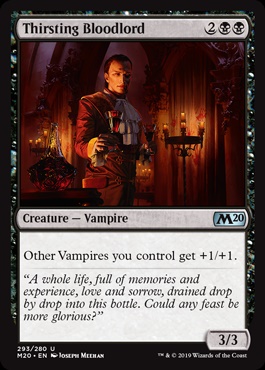 Thirsting Bloodlord 2
M20
Creature — Vampire
Other Vampires you control get +1/+1.
“A whole life, full of memories and
experience, love and sorrow, drained drop
by drop into this bottle. Could any feast be
more glorious?”
3/3
293/280 U
M20 • EN Joseph Meehan
™ & © 2019 Wizards of the Coast